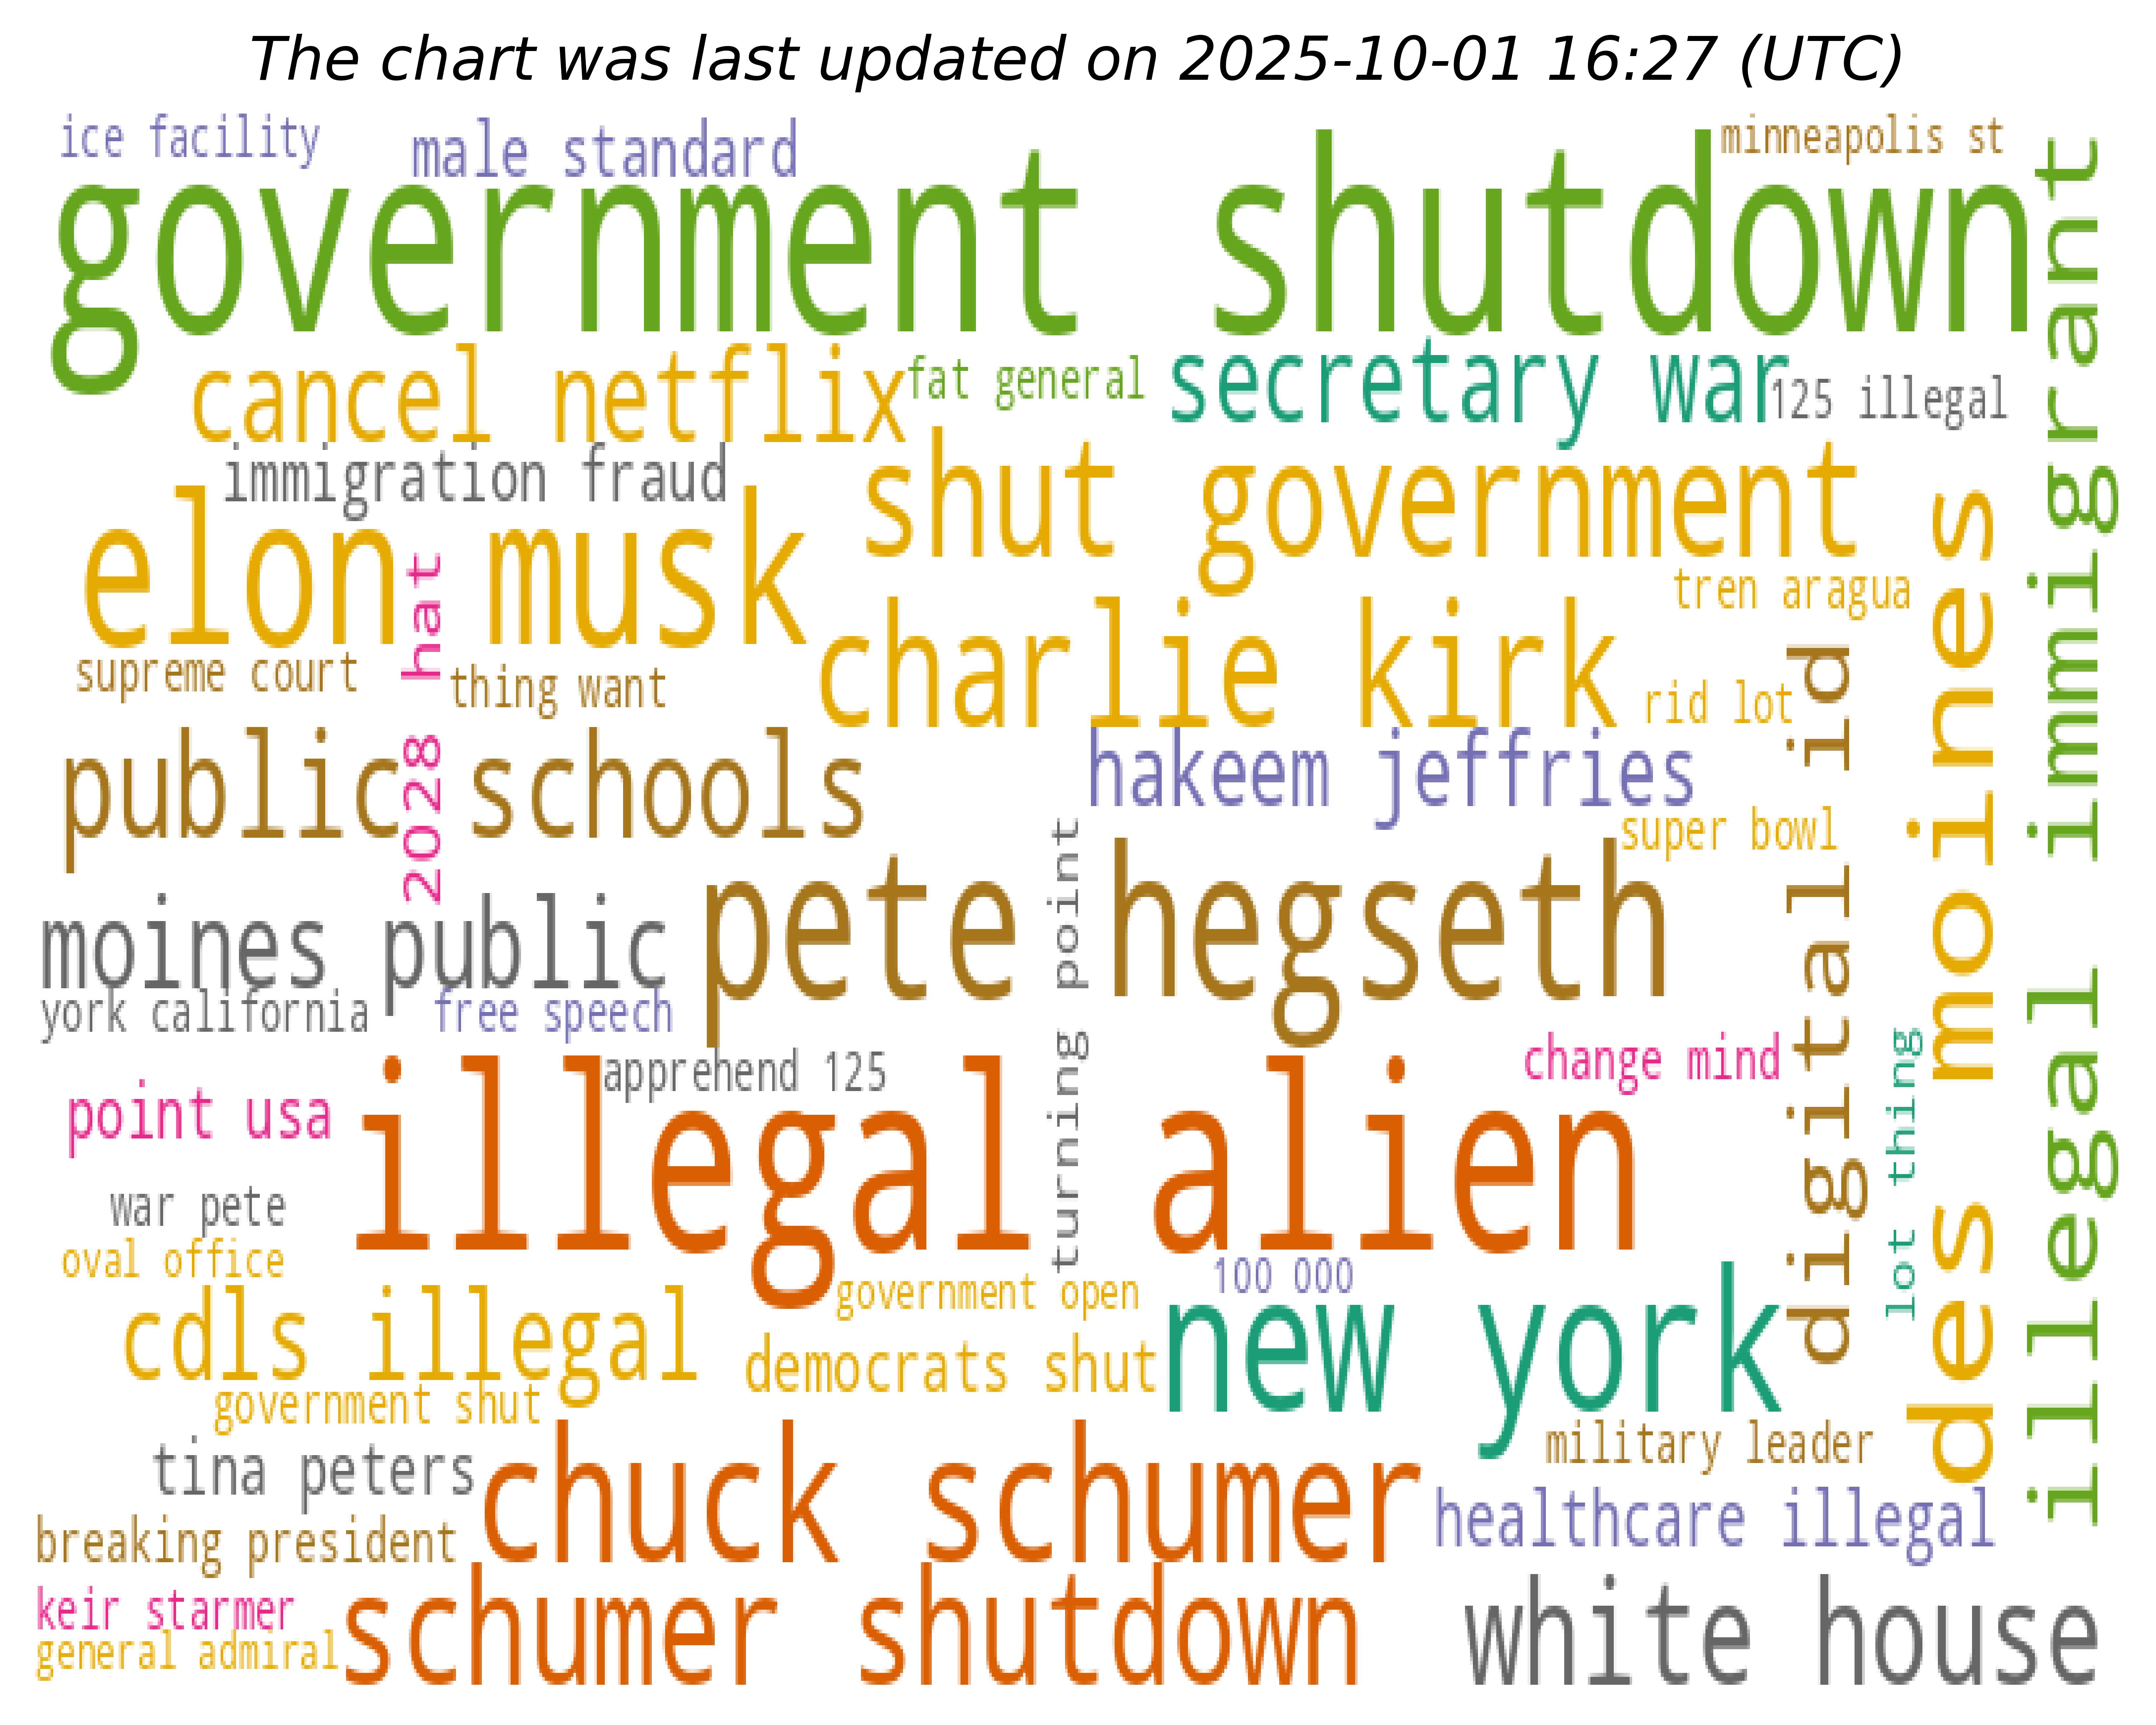 The chart was last updated on 2025-10-01 16:27 (UTC)
ice facility
male standard
minneapolis st
government shutdown
illegal immigrant
cancel netflix
fat general
secretary war
125 illegal
immigration fraud
shut government
elon musk
des moines
2028 hat
tren aragua
charlie kirk
supreme court
thing want
rid lot
digital id
public schools
hakeem jeffries
super bowl
turning point
pete hegseth
moines public
york california
free speech
change mind
lot thing
apprehend 125
illegal alien
point usa
war pete
oval office
100 000
government open
new york
cdls illegal
democrats shut
government shut
military leader
tina peters
chuck schumer
healthcare illegal
breaking president
schumer shutdown
white house
keir starmer
general admiral